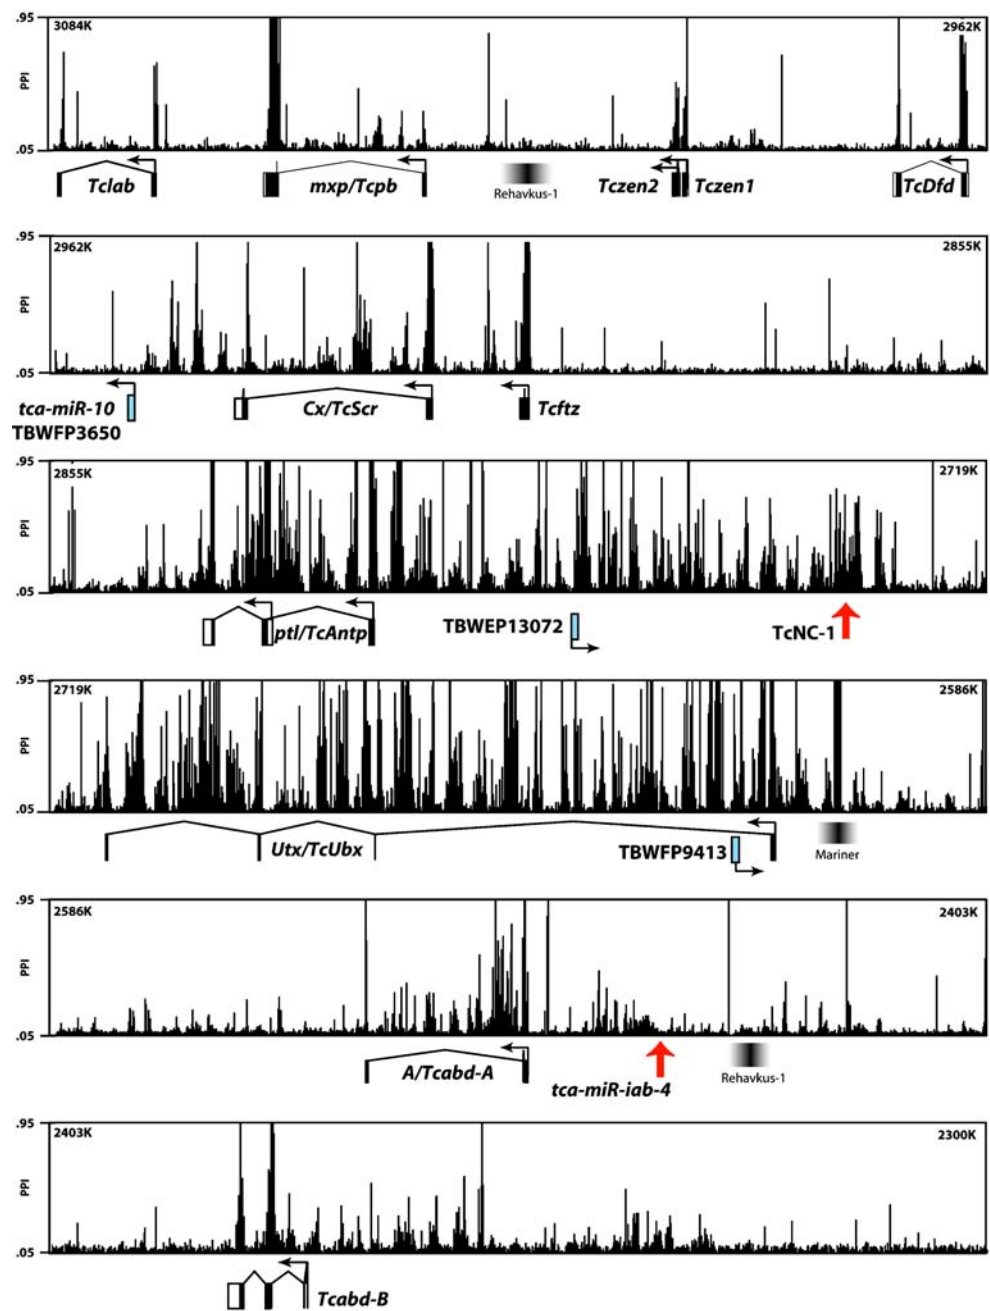 .95
3084K 2962K
PPI
.05
Tclab mxp/Tcpb Rehavkus-1 Tczen2 Tczen1 TcDfd
.95
2962K 2855K
PPI
.05
tca-miR-10 Cx/TcScr Tcftz
TBWFP3650
.95
2855K 2719K
PPI
.05
ptl/TcAntp TBWEP13072 TcNC-1
.95
2719K 2586K
PPI
.05
Utx/TcUbx TBWFP9413 Mariner
.95
2586K 2403K
PPI
.05
A/Tcabd-A tca-miR-iab-4 Rehavkus-1
.95
2403K 2300K
PPI
.05
Tcabd-B